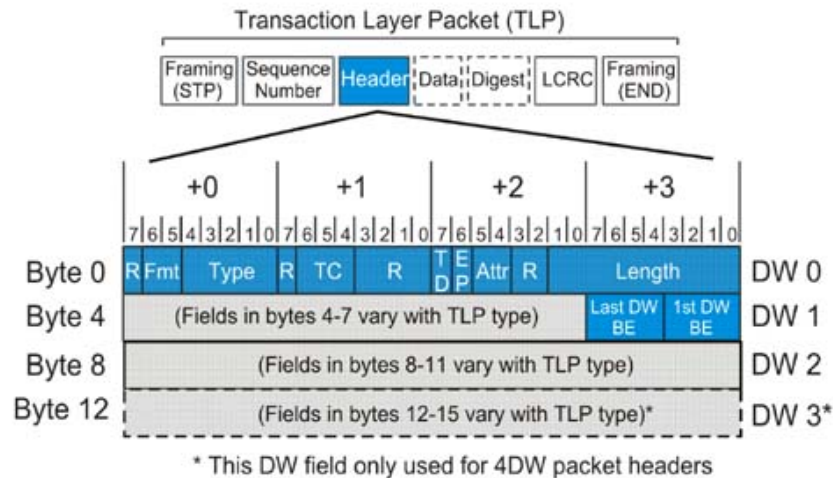 Transaction Layer Packet (TLP)
Framing (STP)
Sequence Number
Header
Data
Digest
LCRC
Framing (END)
+0 +1 +2 +3
7 6 5 4 3 2 1 0 7 6 5 4 3 2 1 0 7 6 5 4 3 2 1 0 7 6 5 4 3 2 1 0
Byte 0 R Fmt Type R TC R TD EP Attr R Length DW 0
Byte 4 (Fields in bytes 4-7 vary with TLP type) Last DW BE 1st DW BE DW 1
Byte 8 (Fields in bytes 8-11 vary with TLP type) DW 2
Byte 12 (Fields in bytes 12-15 vary with TLP type)* DW 3*
* This DW field only used for 4DW packet headers